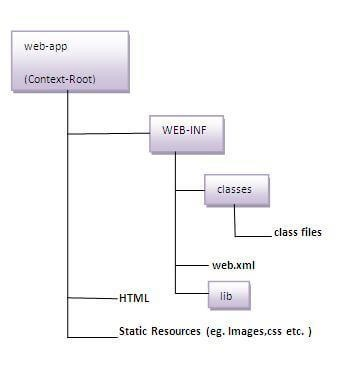 web-app
(Context-Root)
WEB-INF
classes
class files
web.xml
lib
HTML
Static Resources (eg. Images,css etc. )